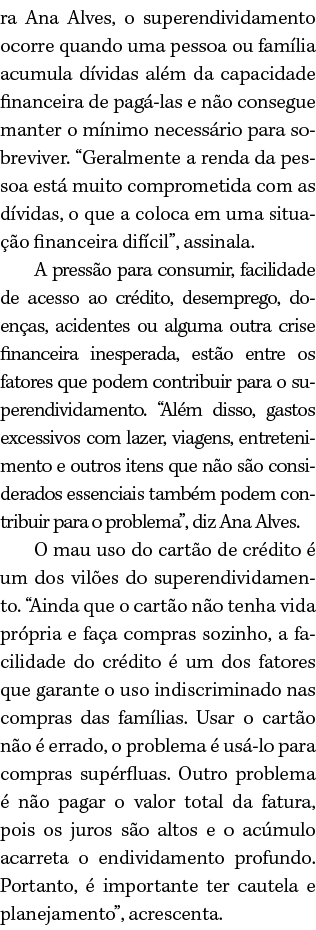 ra Ana Alves, o superendividamento
ocorre quando uma pessoa ou família
acumula dívidas além da capacidade
financeira de pagá-las e não consegue
manter o mínimo necessário para so-
breviver. “Geralmente a renda da pes-
soa está muito comprometida com as
dívidas, o que a coloca em uma situa-
ção financeira difícil”, assinala.
A pressão para consumir, facilidade
de acesso ao crédito, desemprego, do-
enças, acidentes ou alguma outra crise
financeira inesperada, estão entre os
fatores que podem contribuir para o su-
perendividamento. “Além disso, gastos
excessivos com lazer, viagens, entreteni-
mento e outros itens que não são consi-
derados essenciais também podem con-
tribuir para o problema”, diz Ana Alves.
O mau uso do cartão de crédito é
um dos vilões do superendividamen-
to. “Ainda que o cartão não tenha vida
própria e faça compras sozinho, a fa-
cilidade do crédito é um dos fatores
que garante o uso indiscriminado nas
compras das famílias. Usar o cartão
não é errado, o problema é usá-lo para
compras supérfluas. Outro problema
é não pagar o valor total da fatura,
pois os juros são altos e o acúmulo
acarreta o endividamento profundo.
Portanto, é importante ter cautela e
planejamento”, acrescenta.